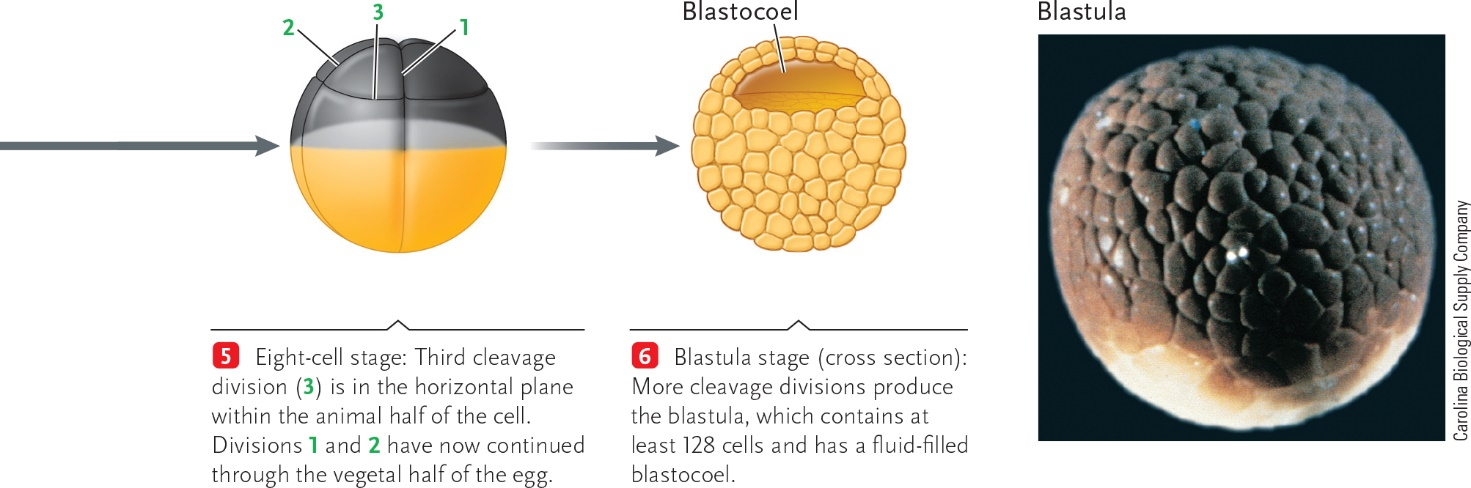 2
3
1
Blastocoel
Blastula
5 Eight-cell stage: Third cleavage
division (3) is in the horizontal plane
within the animal half of the cell.
Divisions 1 and 2 have now continued
through the vegetal half of the egg.
6 Blastula stage (cross section):
More cleavage divisions produce
the blastula, which contains at
least 128 cells and has a fluid-filled
blastocoel.
Carolina Biological Supply Company